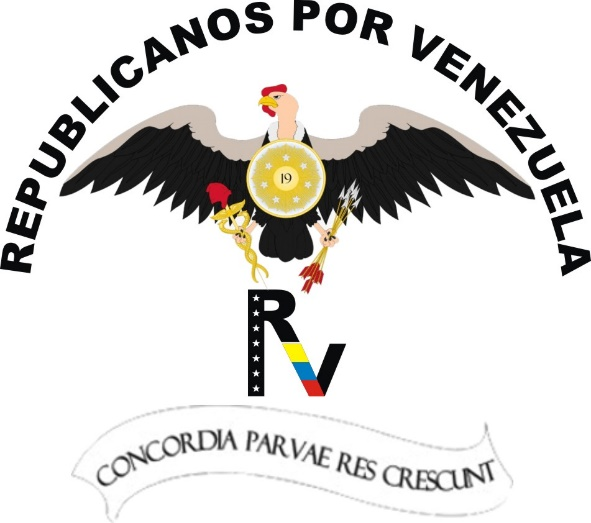 REPUBLICANOS POR VENEZUELA
19
RV
CONCORDIA PARVAE RES CRESCUNT